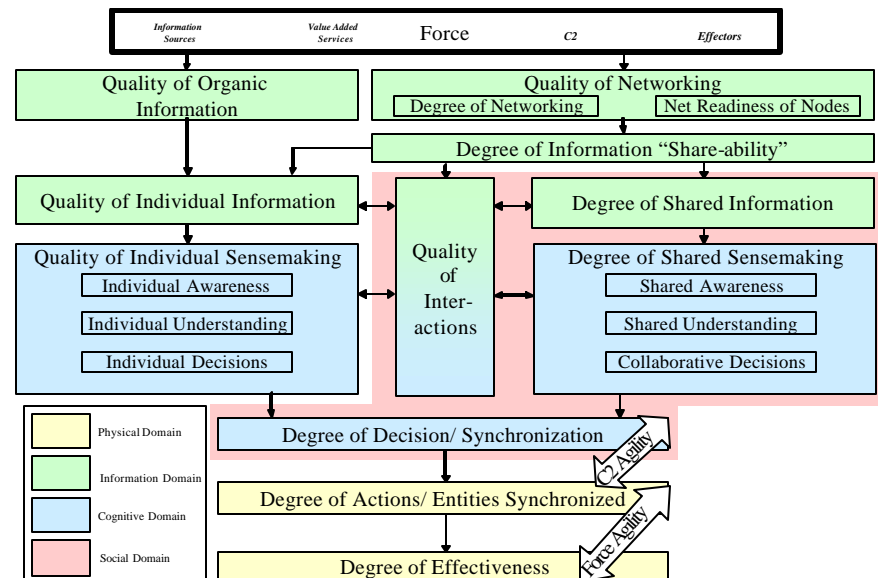 Information
Sources
Value Added
Services
Force
C2
Effectors
Quality of Organic
Information
Quality of Networking
Degree of Networking
Net Readiness of Nodes
Degree of Information “Share-ability”
Quality of Individual Information
Quality
of
Inter-
actions
Degree of Shared Information
Quality of Individual Sensemaking
Individual Awareness
Individual Understanding
Individual Decisions
Degree of Shared Sensemaking
Shared Awareness
Shared Understanding
Collaborative Decisions
Degree of Decision/ Synchronization
C2 Agility
Degree of Actions/ Entities Synchronized
Force Agility
Degree of Effectiveness
Physical Domain
Information Domain
Cognitive Domain
Social Domain